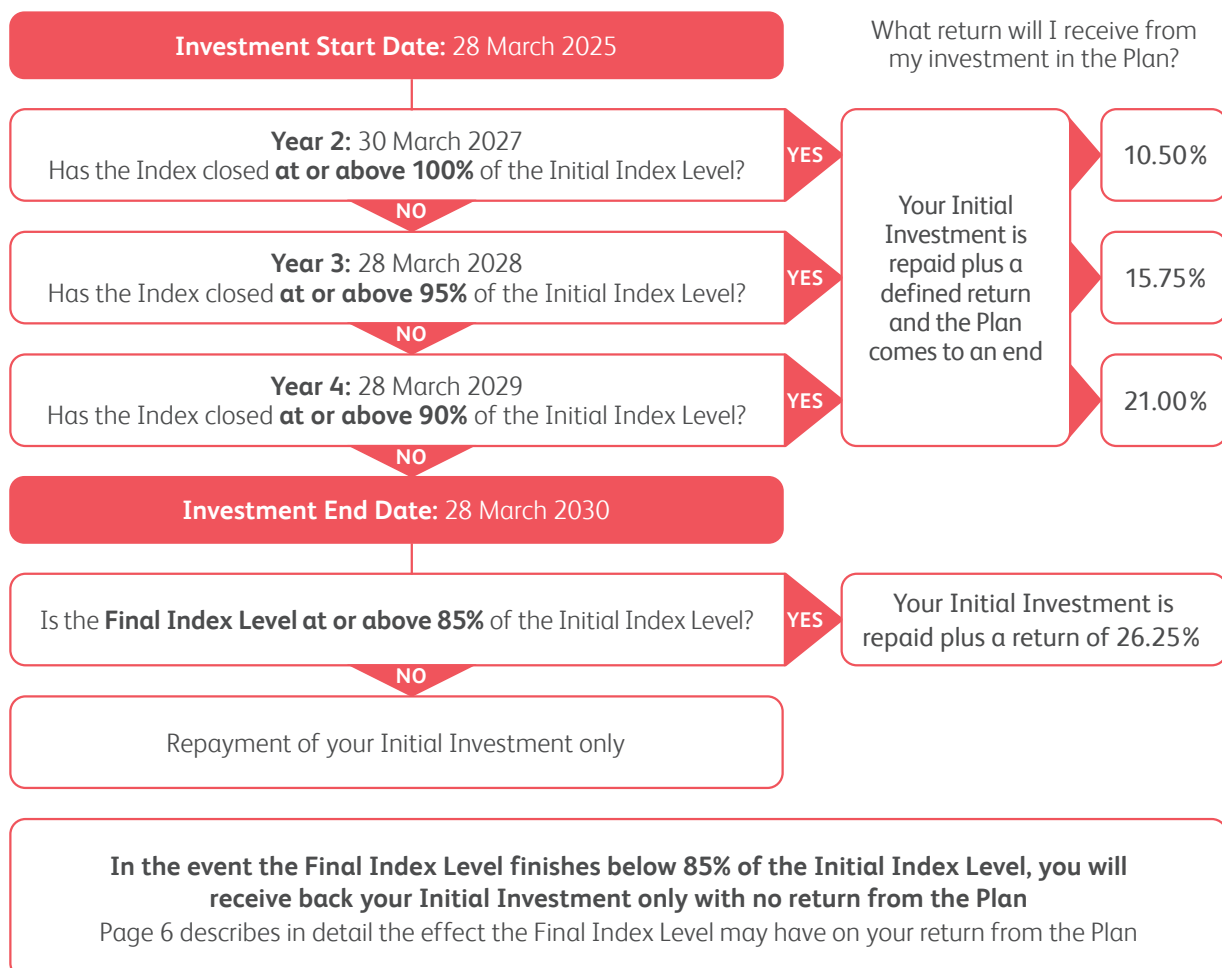 Investment Start Date: 28 March 2025
What return will I receive from
my investment in the Plan?
Year 2: 30 March 2027
Has the Index closed at or above 100% of the Initial Index Level?
YES
NO
Year 3: 28 March 2028
Has the Index closed at or above 95% of the Initial Index Level?
YES
NO
Year 4: 28 March 2029
Has the Index closed at or above 90% of the Initial Index Level?
YES
NO
Your Initial
Investment is
repaid plus a
defined return
and the Plan
comes to an end
10.50%
15.75%
21.00%
Investment End Date: 28 March 2030
Is the Final Index Level at or above 85% of the Initial Index Level?
YES
Your Initial Investment is
repaid plus a return of 26.25%
NO
Repayment of your Initial Investment only
In the event the Final Index Level finishes below 85% of the Initial Index Level, you will
receive back your Initial Investment only with no return from the Plan
Page 6 describes in detail the effect the Final Index Level may have on your return from the Plan